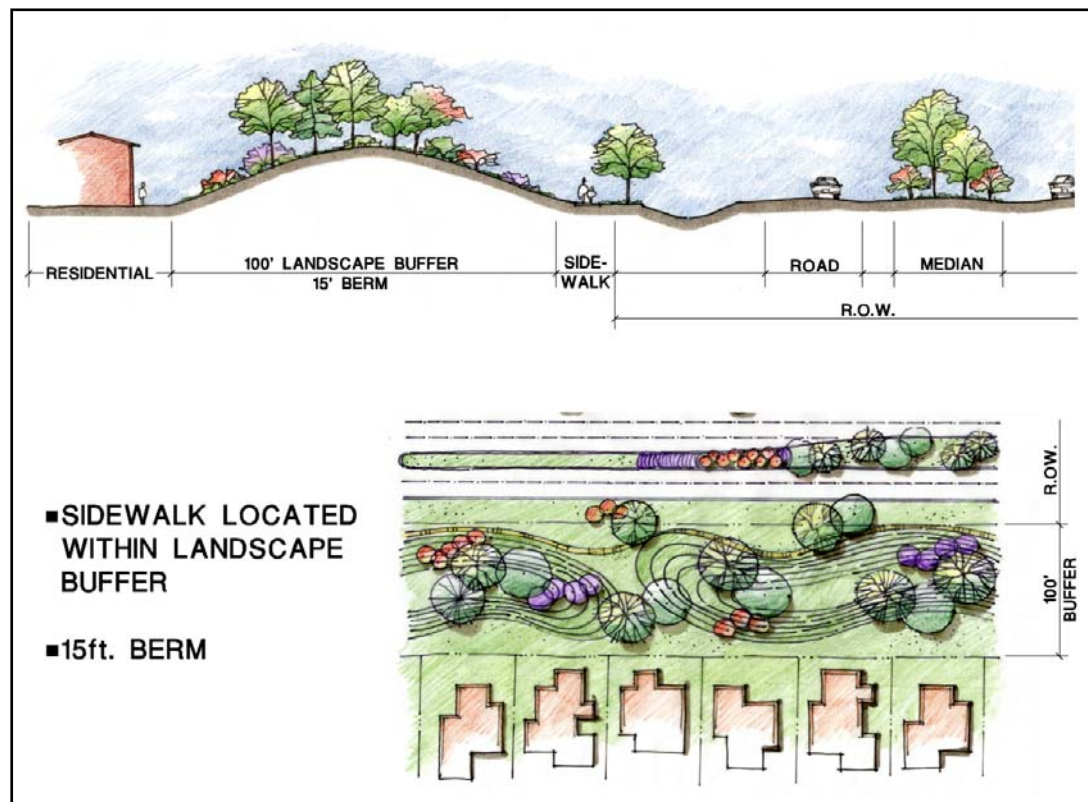 RESIDENTIAL
100' LANDSCAPE BUFFER
15' BERM
SIDE-
WALK
ROAD
MEDIAN
R.O.W.
R.OW.
100'
BUFFER
■SIDEWALK LOCATED
WITHIN LANDSCAPE
BUFFER
■15ft. BERM